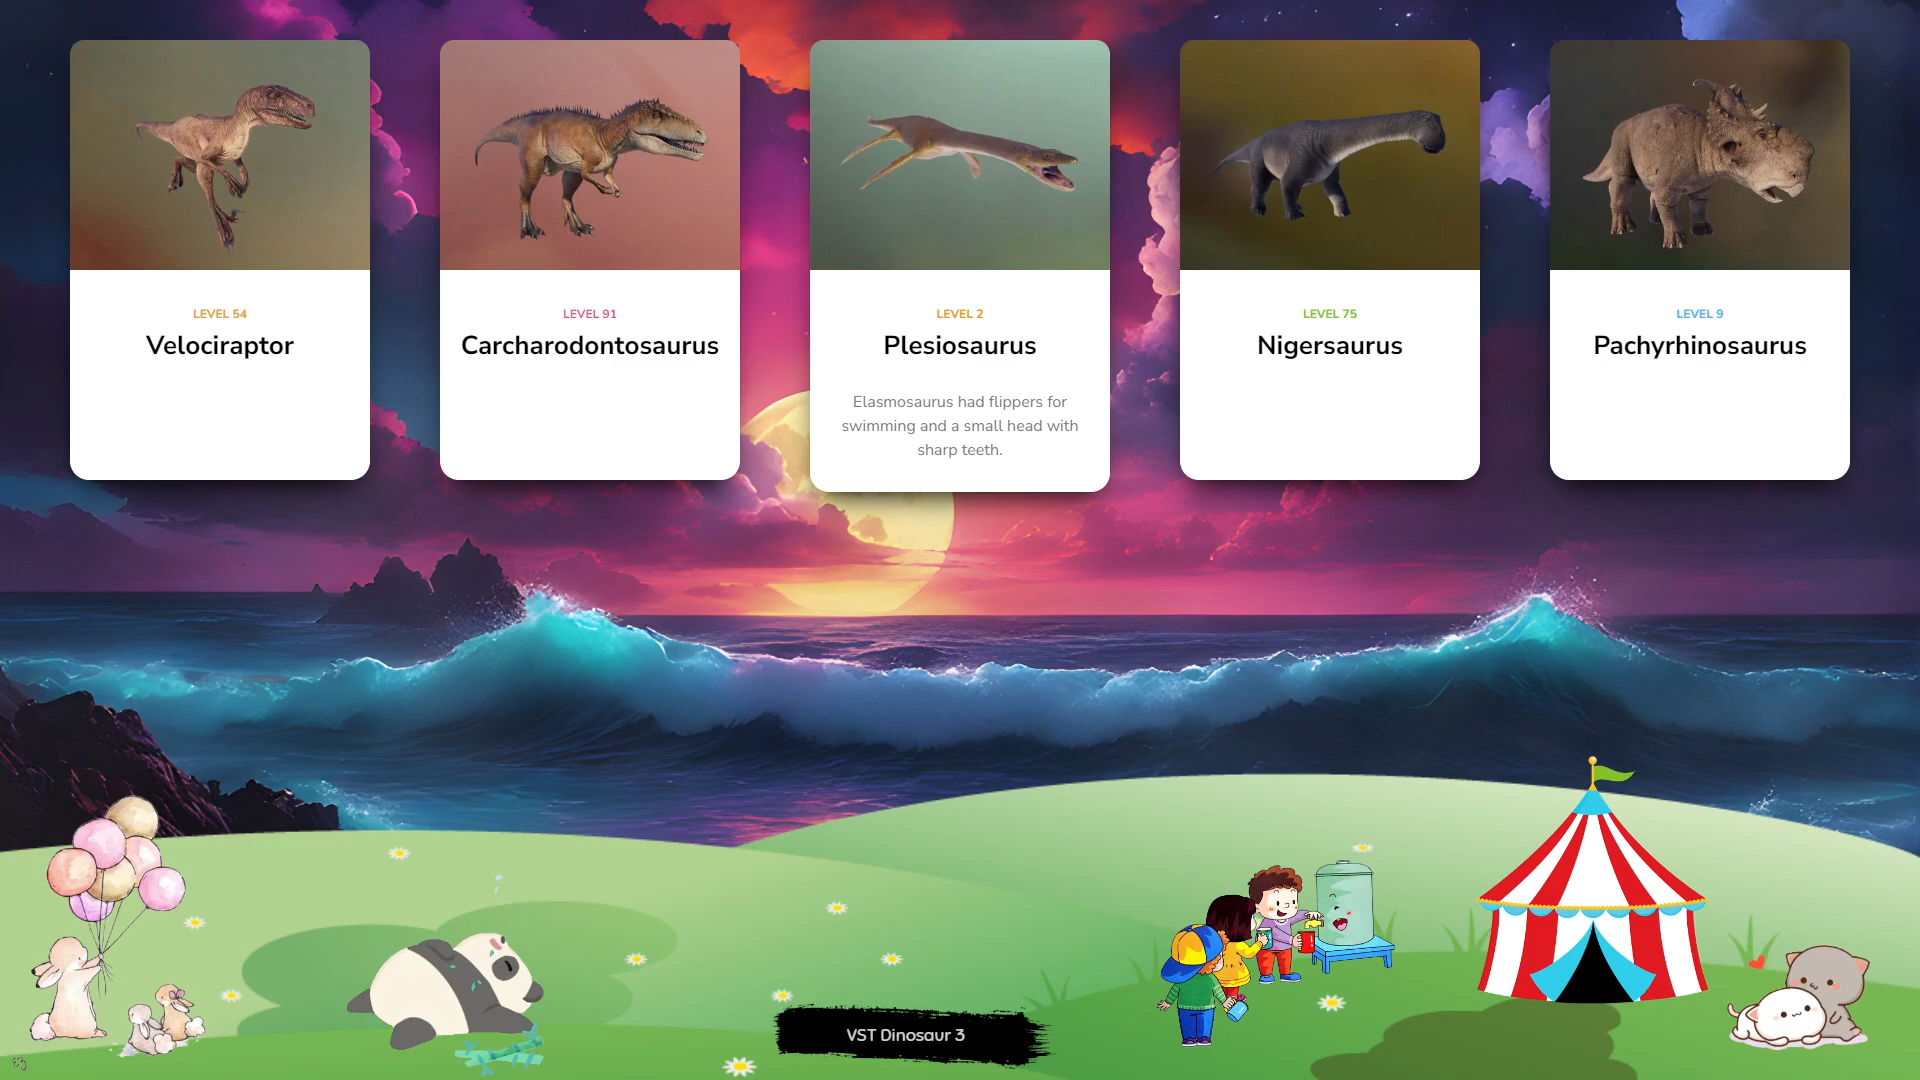 LEVEL 54
Velociraptor
LEVEL 91
Carcharodontosaurus
LEVEL 2
Plesiosaurus
Elasmosaurus had flippers for
swimming and a small head with
sharp teeth.
LEVEL 75
Nigersaurus
LEVEL 9
Pachyrhinosaurus
VST Dinosaur 3